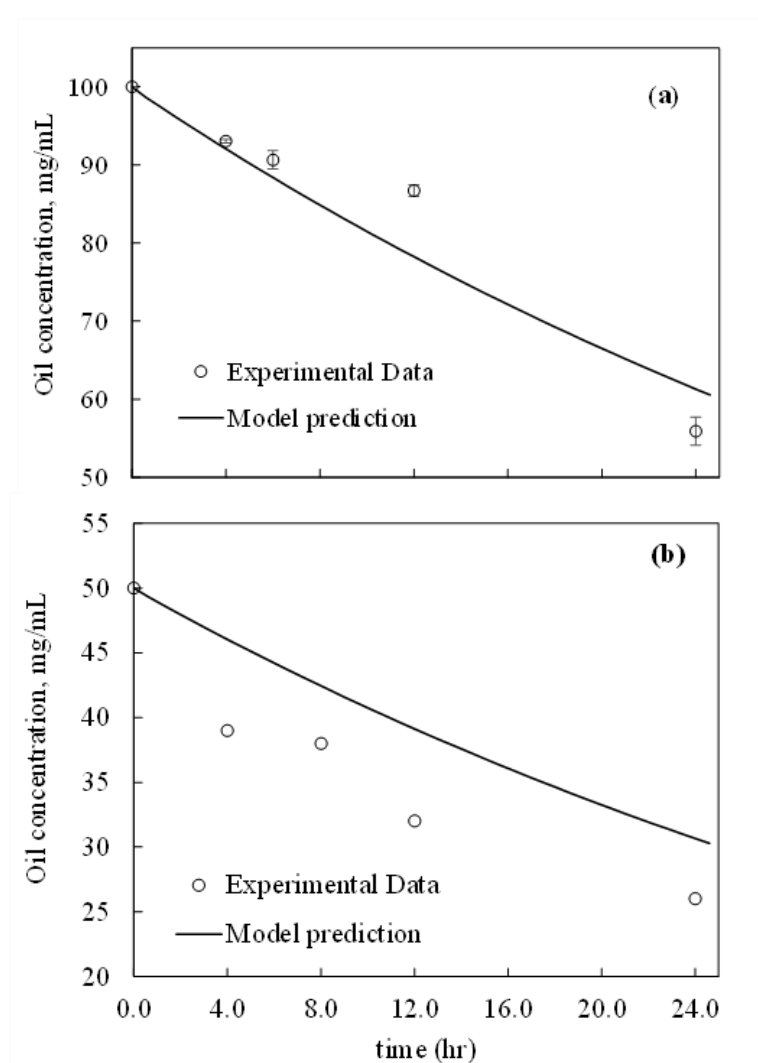 (a)
Oil concentration, mg/mL
100
90
80
70
60
50
Experimental Data
Model prediction
(b)
Oil concentration, mg/mL
55
50
45
40
35
30
25
20
Experimental Data
Model prediction
0.0 4.0 8.0 12.0 16.0 20.0 24.0
time (hr)